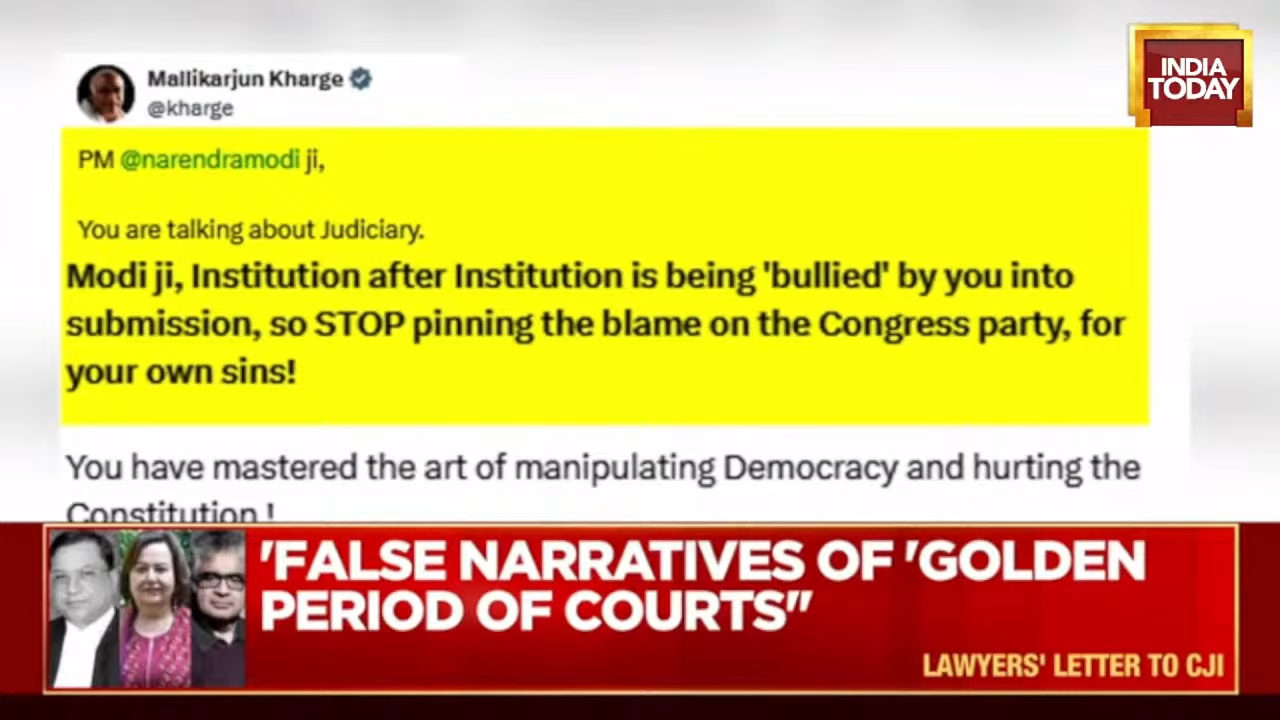 Mallikarjun Kharge
@kharge
INDIA
TODAY
PM @narendramodi ji,
You are talking about Judiciary.
Modi ji, Institution after Institution is being 'bullied' by you into
submission, so STOP pinning the blame on the Congress party, for
your own sins!
You have mastered the art of manipulating Democracy and hurting the
Constitution !
'FALSE NARRATIVES OF 'GOLDEN
PERIOD OF COURTS"
LAWYERS' LETTER TO CJI